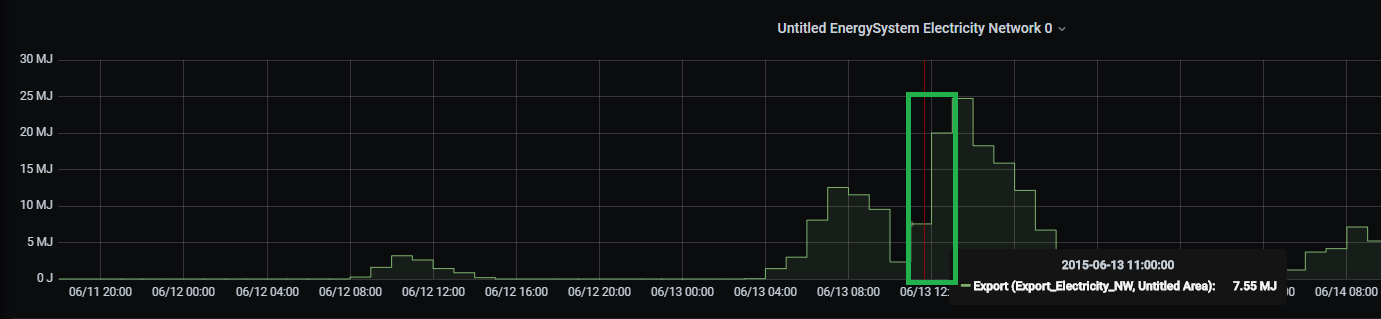 Untitled EnergySystem Electricity Network 0
30 MJ
25 MJ
20 MJ
15 MJ
10 MJ
5 MJ
0 J
06/11 20:00 06/12 00:00 06/12 04:00 06/12 08:00 06/12 12:00 06/12 16:00 06/12 20:00 06/13 00:00 06/13 04:00 06/13 08:00 06/13 12: 00 06/14 08:00
2015-06-13 11:00:00
Export (Export_Electricity_NW, Untitled Area): 7.55 MJ